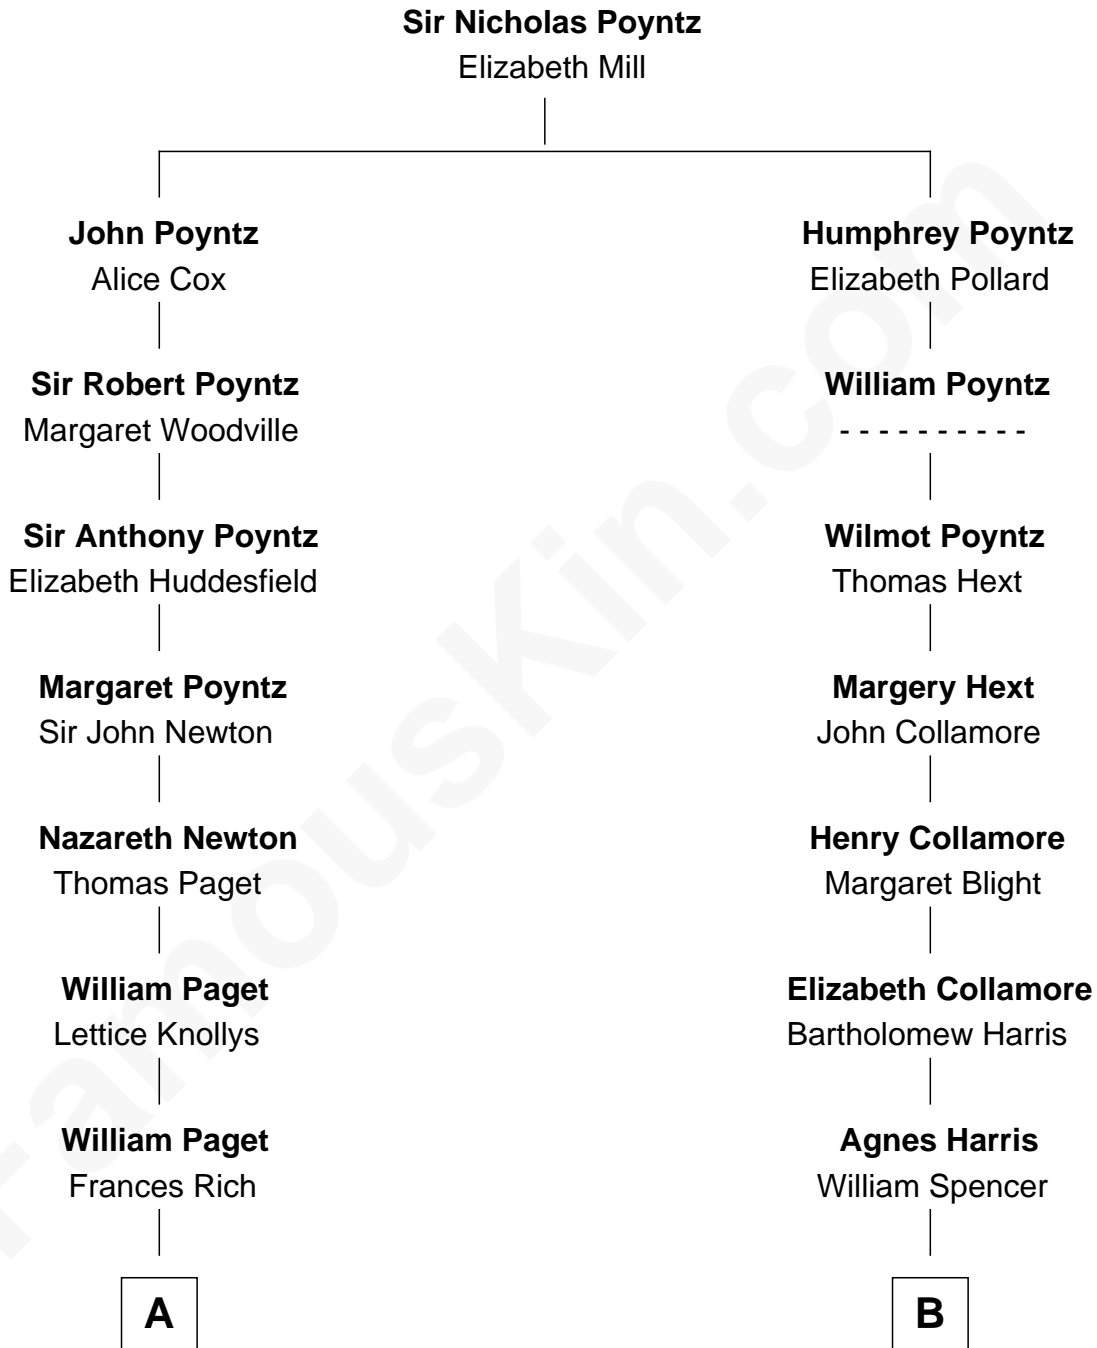 Sir Nicholas Poyntz
Elizabeth Mill
John Poyntz
Alice Cox
Humphrey Poyntz
Elizabeth Pollard
Sir Robert Poyntz
Margaret Woodville
William Poyntz
- - - - - - - - - -
Sir Anthony Poyntz
Elizabeth Huddesfield
Wilmot Poyntz
Thomas Hext
Margaret Poyntz
Sir John Newton
Margery Hext
John Collamore
Nazareth Newton
Thomas Paget
Henry Collamore
Margaret Blight
William Paget
Lettice Knollys
Elizabeth Collamore
Bartholomew Harris
William Paget
Frances Rich
Agnes Harris
William Spencer
A
B
FamousKin.com